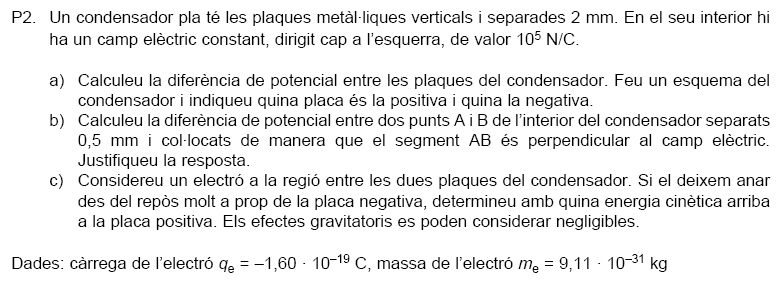 P2. Un condensador pla té les plaques metàl·liques verticals i separades 2 mm. En el seu interior hi
ha un camp elèctric constant, dirigit cap a l'esquerra, de valor 10⁵ N/C.
a) Calculeu la diferència de potencial entre les plaques del condensador. Feu un esquema del
condensador i indiqueu quina placa és la positiva i quina la negativa.
b) Calculeu la diferència de potencial entre dos punts A i B de l'interior del condensador separats
0,5 mm i col·locats de manera que el segment AB és perpendicular al camp elèctric.
Justifiqueu la resposta.
c) Considereu un electró a la regió entre les dues plaques del condensador. Si el deixem anar
des del repòs molt a prop de la placa negativa, determineu amb quina energia cinètica arriba
a la placa positiva. Els efectes gravitatoris es poden considerar negligibles.
Dades: càrrega de l'electró qₑ = –1,60 · 10⁻¹⁹ C, massa de l'electró mₑ = 9,11 · 10⁻³¹ kg